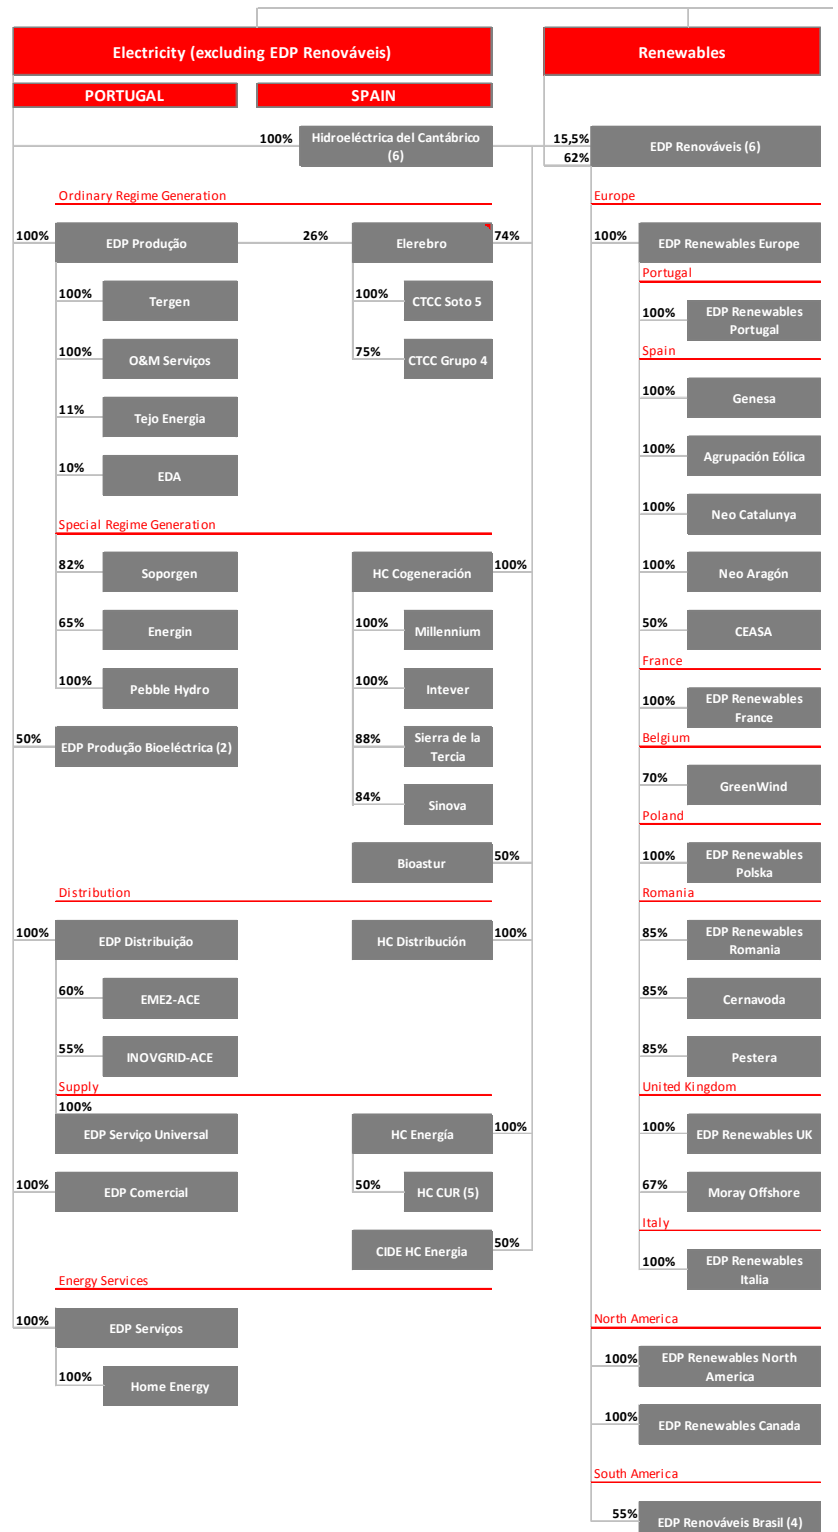 Electricity (excluding EDP Renováveis)
Renewables
PORTUGAL
SPAIN
100%
Hidroeléctrica del Cantábrico
(6)
15,5%
62%
EDP Renováveis (6)
Ordinary Regime Generation
Europe
100%
EDP Produção
26%
Elerebro
74%
100%
EDP Renewables Europe
Portugal
100%
Tergen
100%
CTCC Soto 5
100%
EDP Renewables
Portugal
100%
O&M Serviços
75%
CTCC Grupo 4
Spain
100%
Genesa
11%
Tejo Energia
100%
Agrupación Eólica
10%
EDA
100%
Neo Catalunya
Special Regime Generation
82%
Soporgen
HC Cogeneración
100%
100%
Neo Aragón
65%
Energin
100%
Millennium
50%
CEASA
France
100%
Pebble Hydro
100%
Intever
100%
EDP Renewables
France
50%
EDP Produção Bioeléctrica (2)
88%
Sierra de la
Tercia
Belgium
70%
GreenWind
84%
Sinova
Poland
Bioastur
50%
100%
EDP Renewables
Polska
Distribution
Romania
100%
EDP Distribuição
HC Distribución
100%
85%
EDP Renewables
Romania
60%
EME2-ACE
85%
Cernavoda
55%
INOVGRID-ACE
85%
Pestera
Supply
United Kingdom
100%
EDP Serviço Universal
HC Energía
100%
100%
EDP Renewables UK
100%
EDP Comercial
50%
HC CUR (5)
67%
Moray Offshore
Italy
CIDE HC Energia
50%
100%
EDP Renewables
Italia
Energy Services
100%
EDP Serviços
North America
100%
EDP Renewables North
America
100%
Home Energy
100%
EDP Renewables Canada
South America
55%
EDP Renováveis Brasil (4)